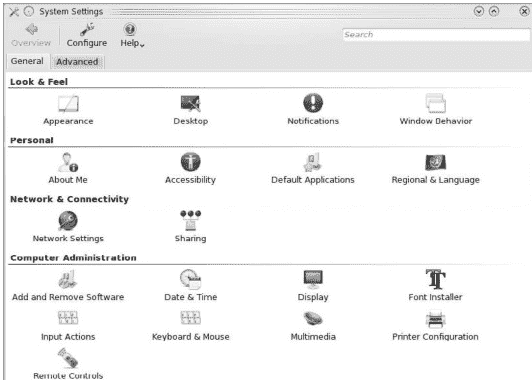 System Settings
Overview Configure Help
Search
General Advanced
Look & Feel
Appearance Desktop Notifications Window Behavior
Personal
About Me Accessibility Default Applications Regional & Language
Network & Connectivity
Network Settings Sharing
Computer Administration
Add and Remove Software Date & Time Display Font Installer
Input Actions Keyboard & Mouse Multimedia Printer Configuration
Remote Controls